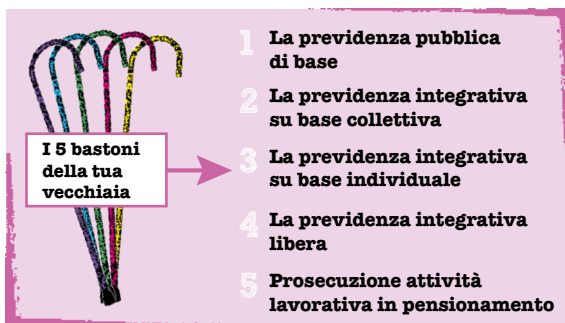 I 5 bastoni
della tua
vecchiaia
1 La previdenza pubblica
di base
2 La previdenza integrativa
su base collettiva
3 La previdenza integrativa
su base individuale
4 La previdenza integrativa
libera
5 Prosecuzione attività
lavorativa in pensionamento